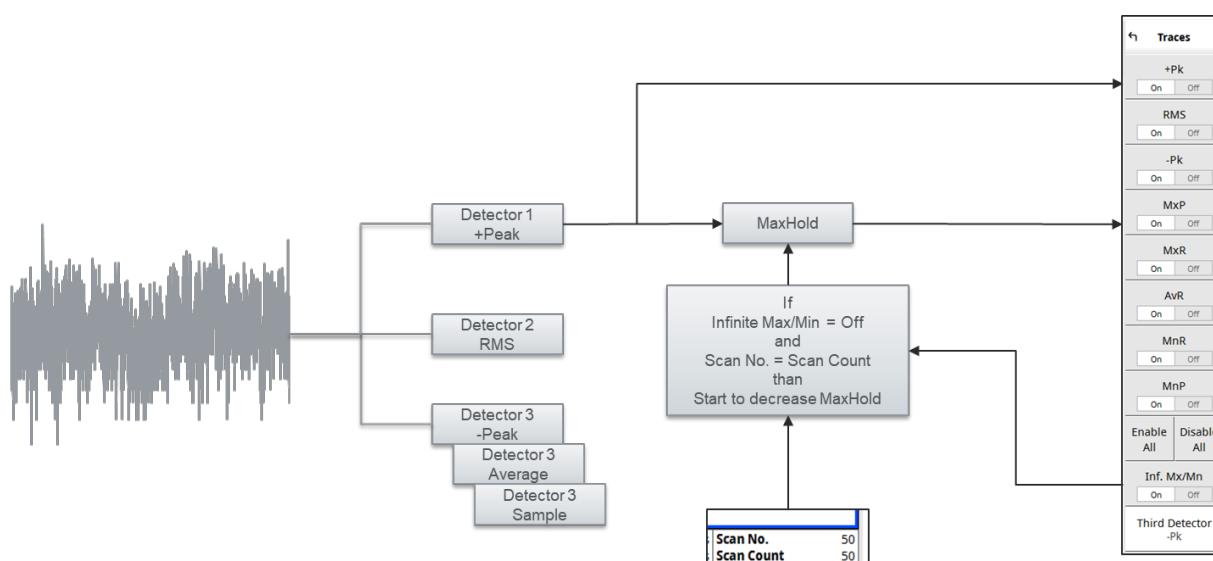 Detector 1
+Peak
Detector 2
RMS
Detector 3
-Peak
Detector 3
Average
Detector 3
Sample
MaxHold
If
Infinite Max/Min = Off
and
Scan No. = Scan Count
than
Start to decrease MaxHold
Scan No. 50
Scan Count 50
Traces
+Pk
On Off
RMS
On Off
-Pk
On Off
MxP
On Off
MxR
On Off
AvR
On Off
MnR
On Off
MnP
On Off
Enable Disable
All All
Inf. Mx/Mn
On Off
Third Detector
-Pk